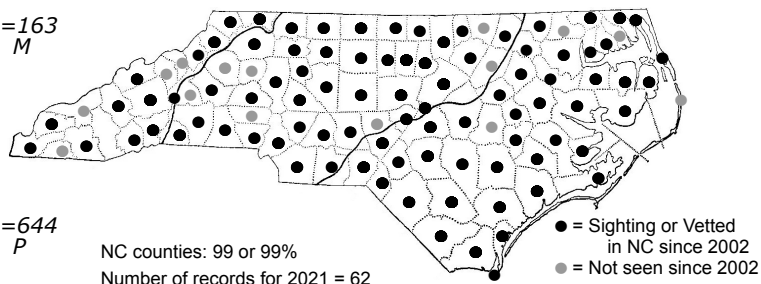 =163
M
=644
P
NC counties: 99 or 99%
Number of records for 2021 = 62
= Sighting or Vetted
in NC since 2002
= Not seen since 2002